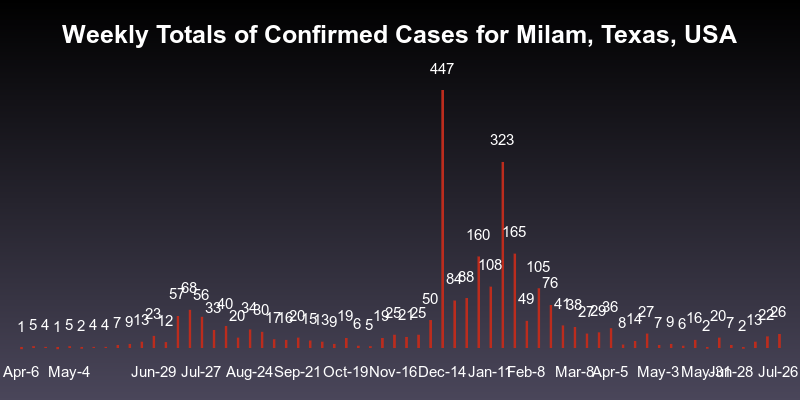 Weekly Totals of Confirmed Cases for Milam, Texas, USA
1 5 4 1 5 2 4 4 7 9 13 23 12 57 68 56 33 40 20 34 30 17 16 20 15 13 9 19 6 5 19 25 21 25 50 447 84 88 160 108 323 165 49 105 76 41 38 27 29 36 8 14 27 7 9 6 16 2 20 7 2 13 22 26
Apr-6 May-4 Jun-29 Jul-27 Aug-24 Sep-21 Oct-19 Nov-16 Dec-14 Jan-11 Feb-8 Mar-8 Apr-5 May-3 May-31 Jun-28 Jul-26